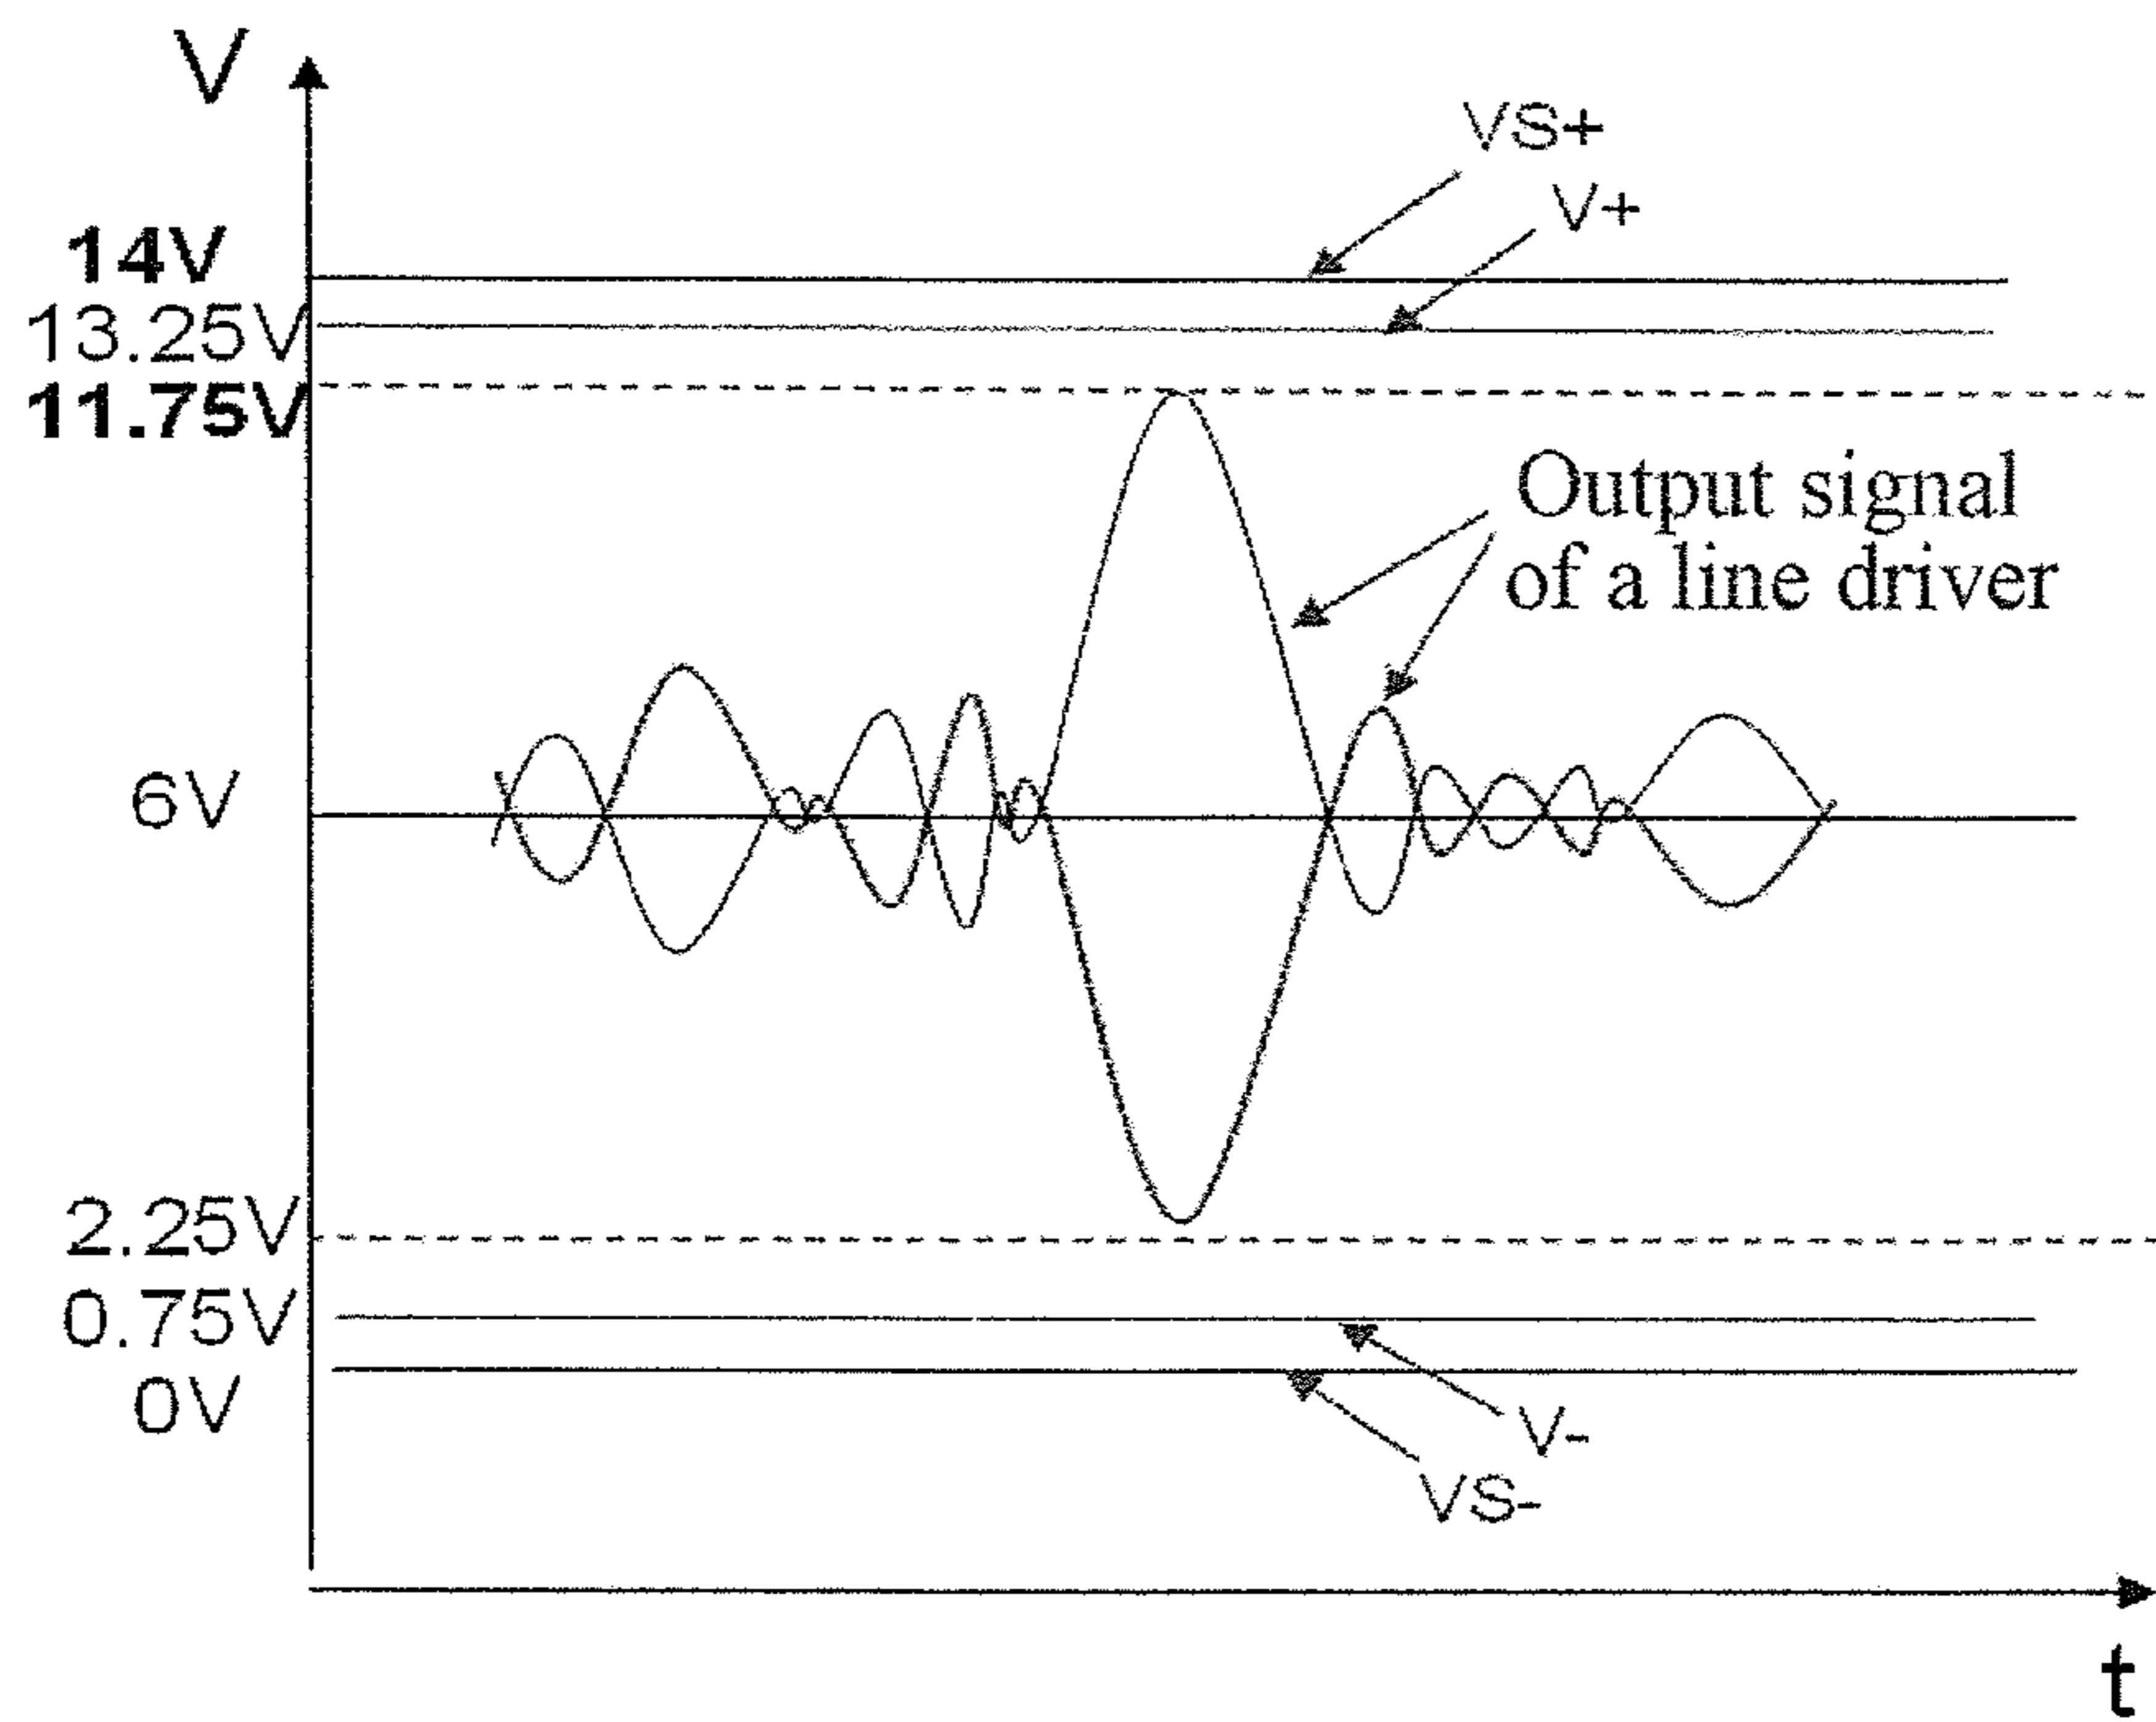 V
VS+
V+
14V
13.25V
11.75V
Output signal
of a line driver
6V
2.25V
0.75V
0V
V-
VS-
t